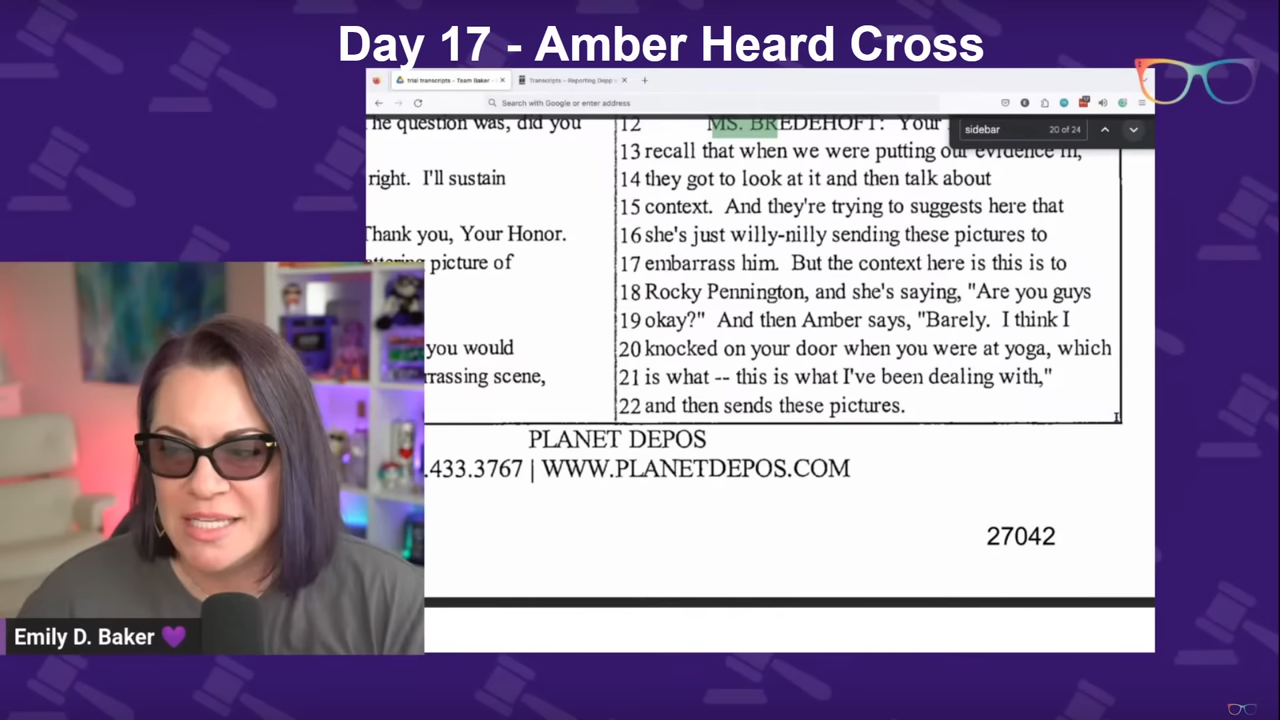 Day 17 - Amber Heard Cross
trial transcripts - Team Baker -
Transcripts – Reporting Depp
Search with Google or enter address
sidebar 20 of 24
he question was, did you
right. I'll sustain
Thank you, Your Honor.
picture of
you would
rassing scene,
12 MS. BREDEHOFT: Your
13 recall that when we were putting our evidence in,
14 they got to look at it and then talk about
15 context. And they're trying to suggests here that
16 she's just willy-nilly sending these pictures to
17 embarrass him. But the context here is this is to
18 Rocky Pennington, and she's saying, "Are you guys
19 okay?" And then Amber says, "Barely. I think I
20 knocked on your door when you were at yoga, which
21 is what -- this is what I've been dealing with,"
22 and then sends these pictures.
PLANET DEPOS
.433.3767 | WWW.PLANETDEPOS.COM
27042
Emily D. Baker 💜